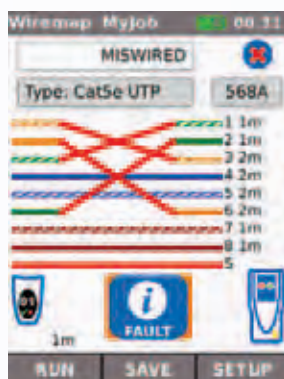 Wiremap MyJob 00:31
MISWIRED
Type: Cat5e UTP 568A
1 1m
2 1m
3 2m
4 2m
5 2m
6 2m
7 1m
8 1m
S
i
FAULT
1m
RUN SAVE SETUP